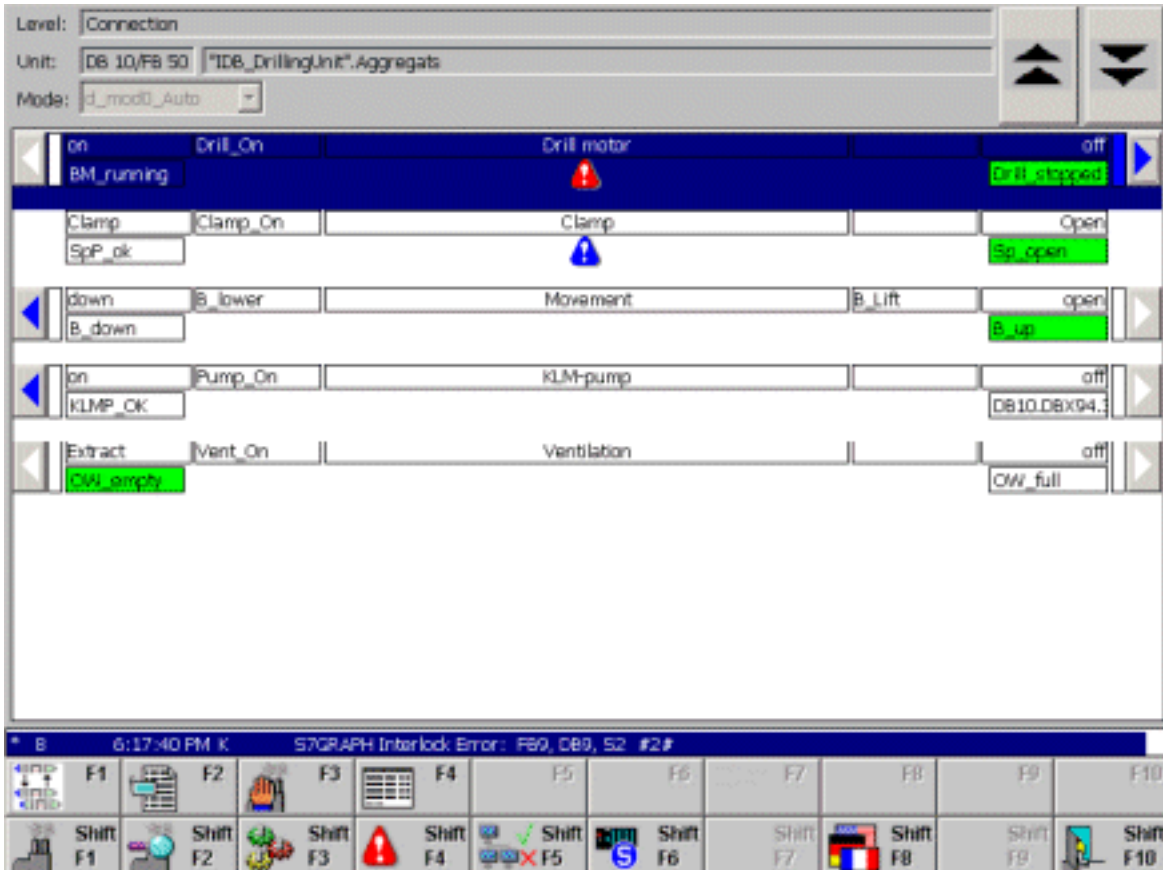 Level: Connection
Unit: DB 10/FB 50 "IDB_DrillingUnit".Aggregats
Mode: d_mod0_Auto
on Drill_On Drill motor off
BM_running Drill_stopped
Clamp Clamp_On Clamp Open
SpP_ok Sp_open
down B_lower Movement B_Lift open
B_down B_up
on Pump_On KLM-pump off
KLMP_OK DB10.DBX94.
Extract Vent_On Ventilation off
OW_empty OW_full
* B 6:17:40 PM K S7GRAPH Interlock Error: FB9, DB9, S2 #2#
F1 F2 F3 F4 F5 F6 F7 F8 F9 F10
Shift Shift Shift Shift Shift Shift Shift Shift Shift Shift
F1 F2 F3 F4 F5 S F6 F7 F8 F9 F10